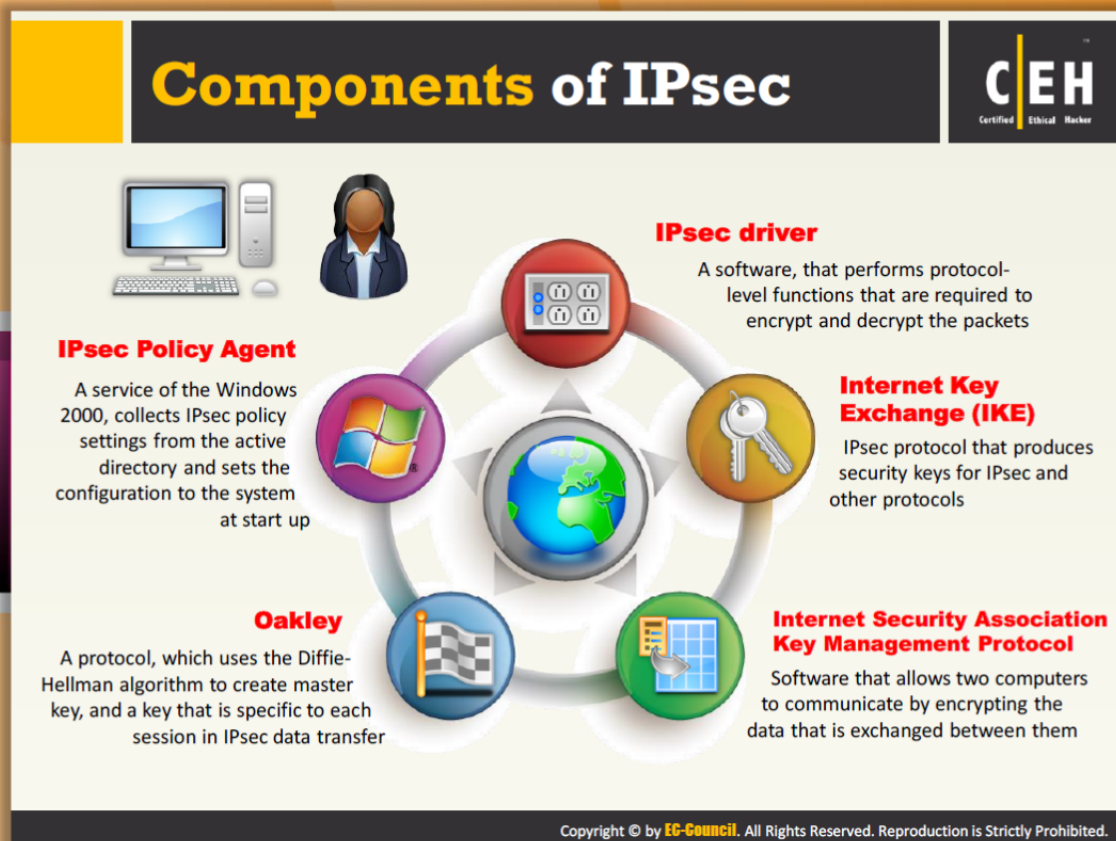 Components of IPsec
C|EH
™
Certified Ethical Hacker
IPsec driver
A software, that performs protocol-
level functions that are required to
encrypt and decrypt the packets
IPsec Policy Agent
A service of the Windows
2000, collects IPsec policy
settings from the active
directory and sets the
configuration to the system
at start up
Internet Key
Exchange (IKE)
IPsec protocol that produces
security keys for IPsec and
other protocols
®
Oakley
A protocol, which uses the Diffie-
Hellman algorithm to create master
key, and a key that is specific to each
session in IPsec data transfer
Internet Security Association
Key Management Protocol
Software that allows two computers
to communicate by encrypting the
data that is exchanged between them
Copyright © by EC-Council. All Rights Reserved. Reproduction is Strictly Prohibited.